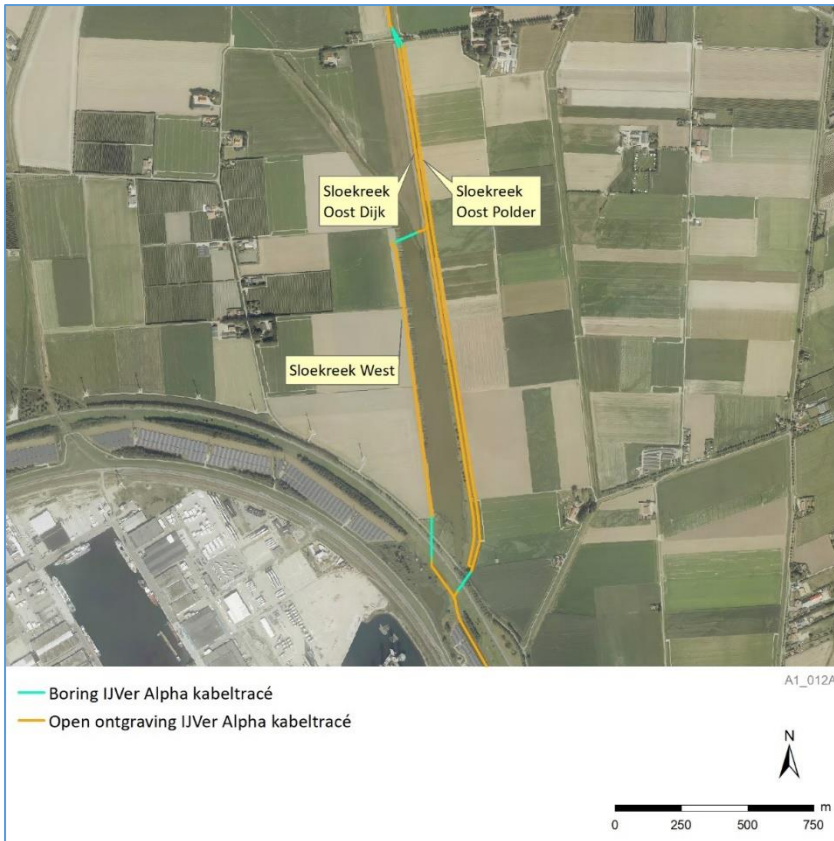 Sloekreek
Oost Dijk
Sloekreek
Oost Polder
Sloekreek West
A1_012A
Boring IJVer Alpha kabeltracé
Open ontgraving IJVer Alpha kabeltracé
N
m
0 250 500 750